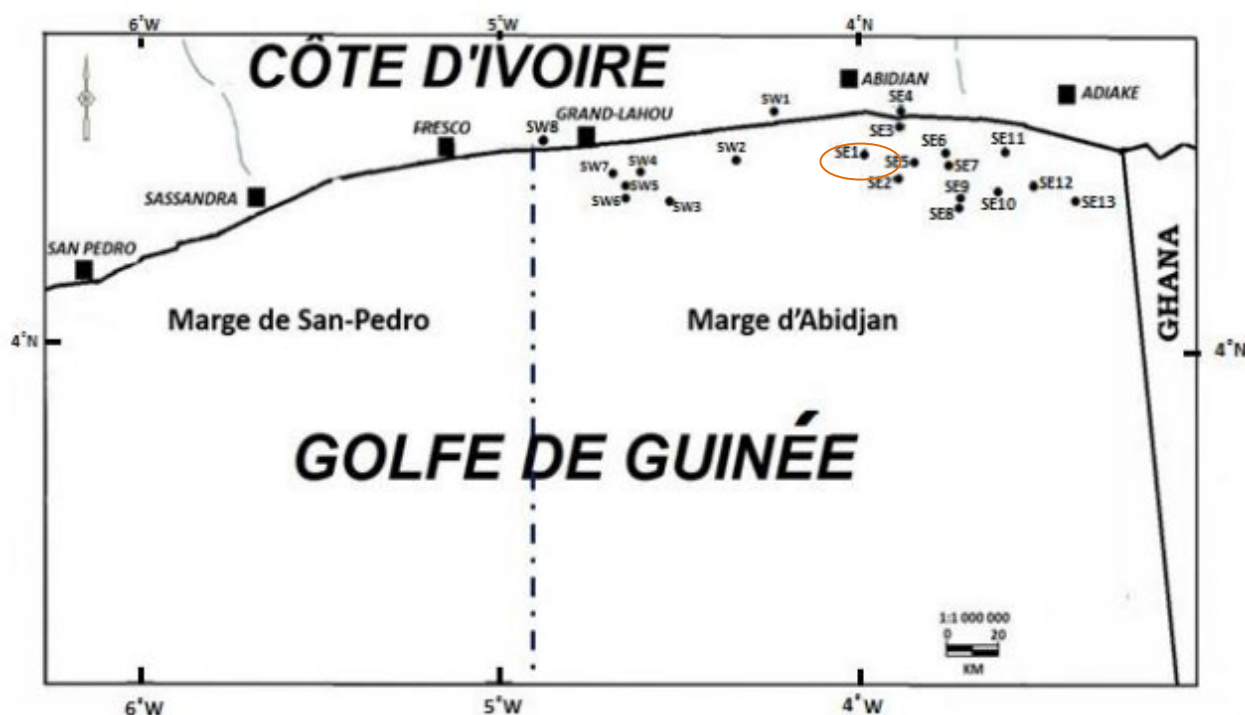 6°W 5°W 4°N
CÔTE D'IVOIRE
ABIDJAN
ADIAKE
GRAND-LAHOU
FRESCO
SASSANDRA
SAN PEDRO
SW1
SE4
SW8
SE3
SW2
SE1
SE6
SE11
SW7
SW4
SE5
SE7
SW5
SE2
SE12
SW6
SW3
SE9
SE10
SE13
SE8
GHANA
Marge de San-Pedro
Marge d'Abidjan
4°N
4°N
GOLFE DE GUINÉE
1:1 000 000
0 20
KM
6°W 5°W 4°W